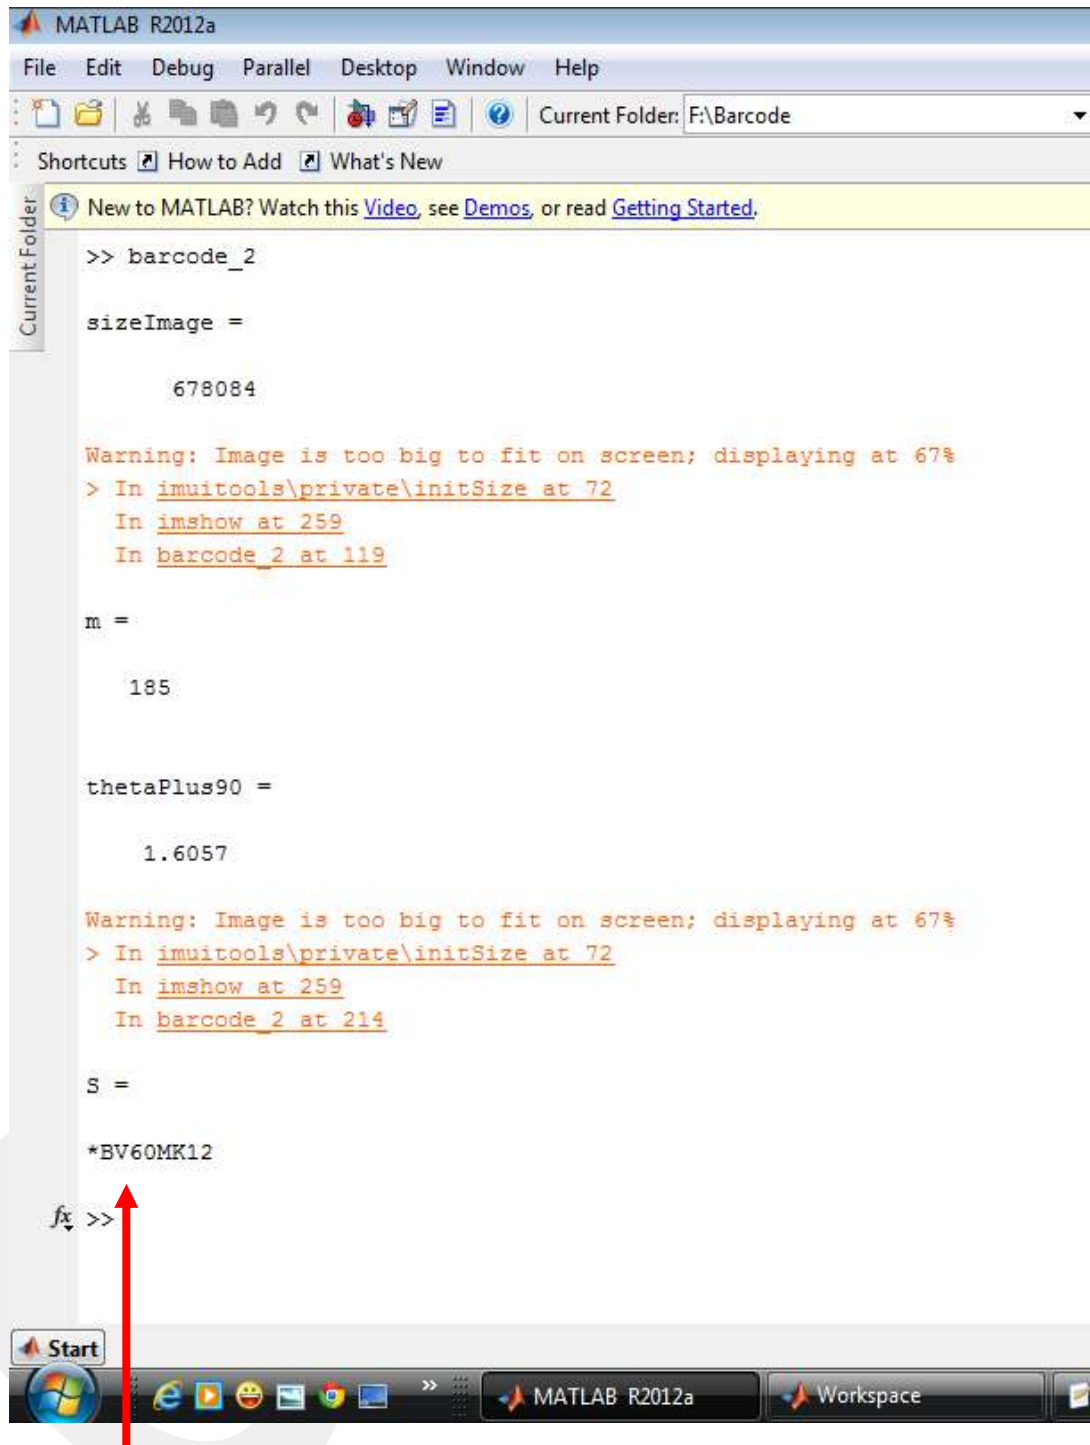 MATLAB R2012a
File Edit Debug Parallel Desktop Window Help
Current Folder: F:\Barcode
Shortcuts How to Add What's New
Current Folder
New to MATLAB? Watch this Video, see Demos, or read Getting Started.
>> barcode_2
sizeImage =
678084
Warning: Image is too big to fit on screen; displaying at 67%
> In imuitools\private\initSize at 72
In imshow at 259
In barcode_2 at 119
m =
185
thetaPlus90 =
1.6057
Warning: Image is too big to fit on screen; displaying at 67%
> In imuitools\private\initSize at 72
In imshow at 259
In barcode_2 at 214
S =
*BV60MK12
fx >>
Start
» MATLAB R2012a Workspace